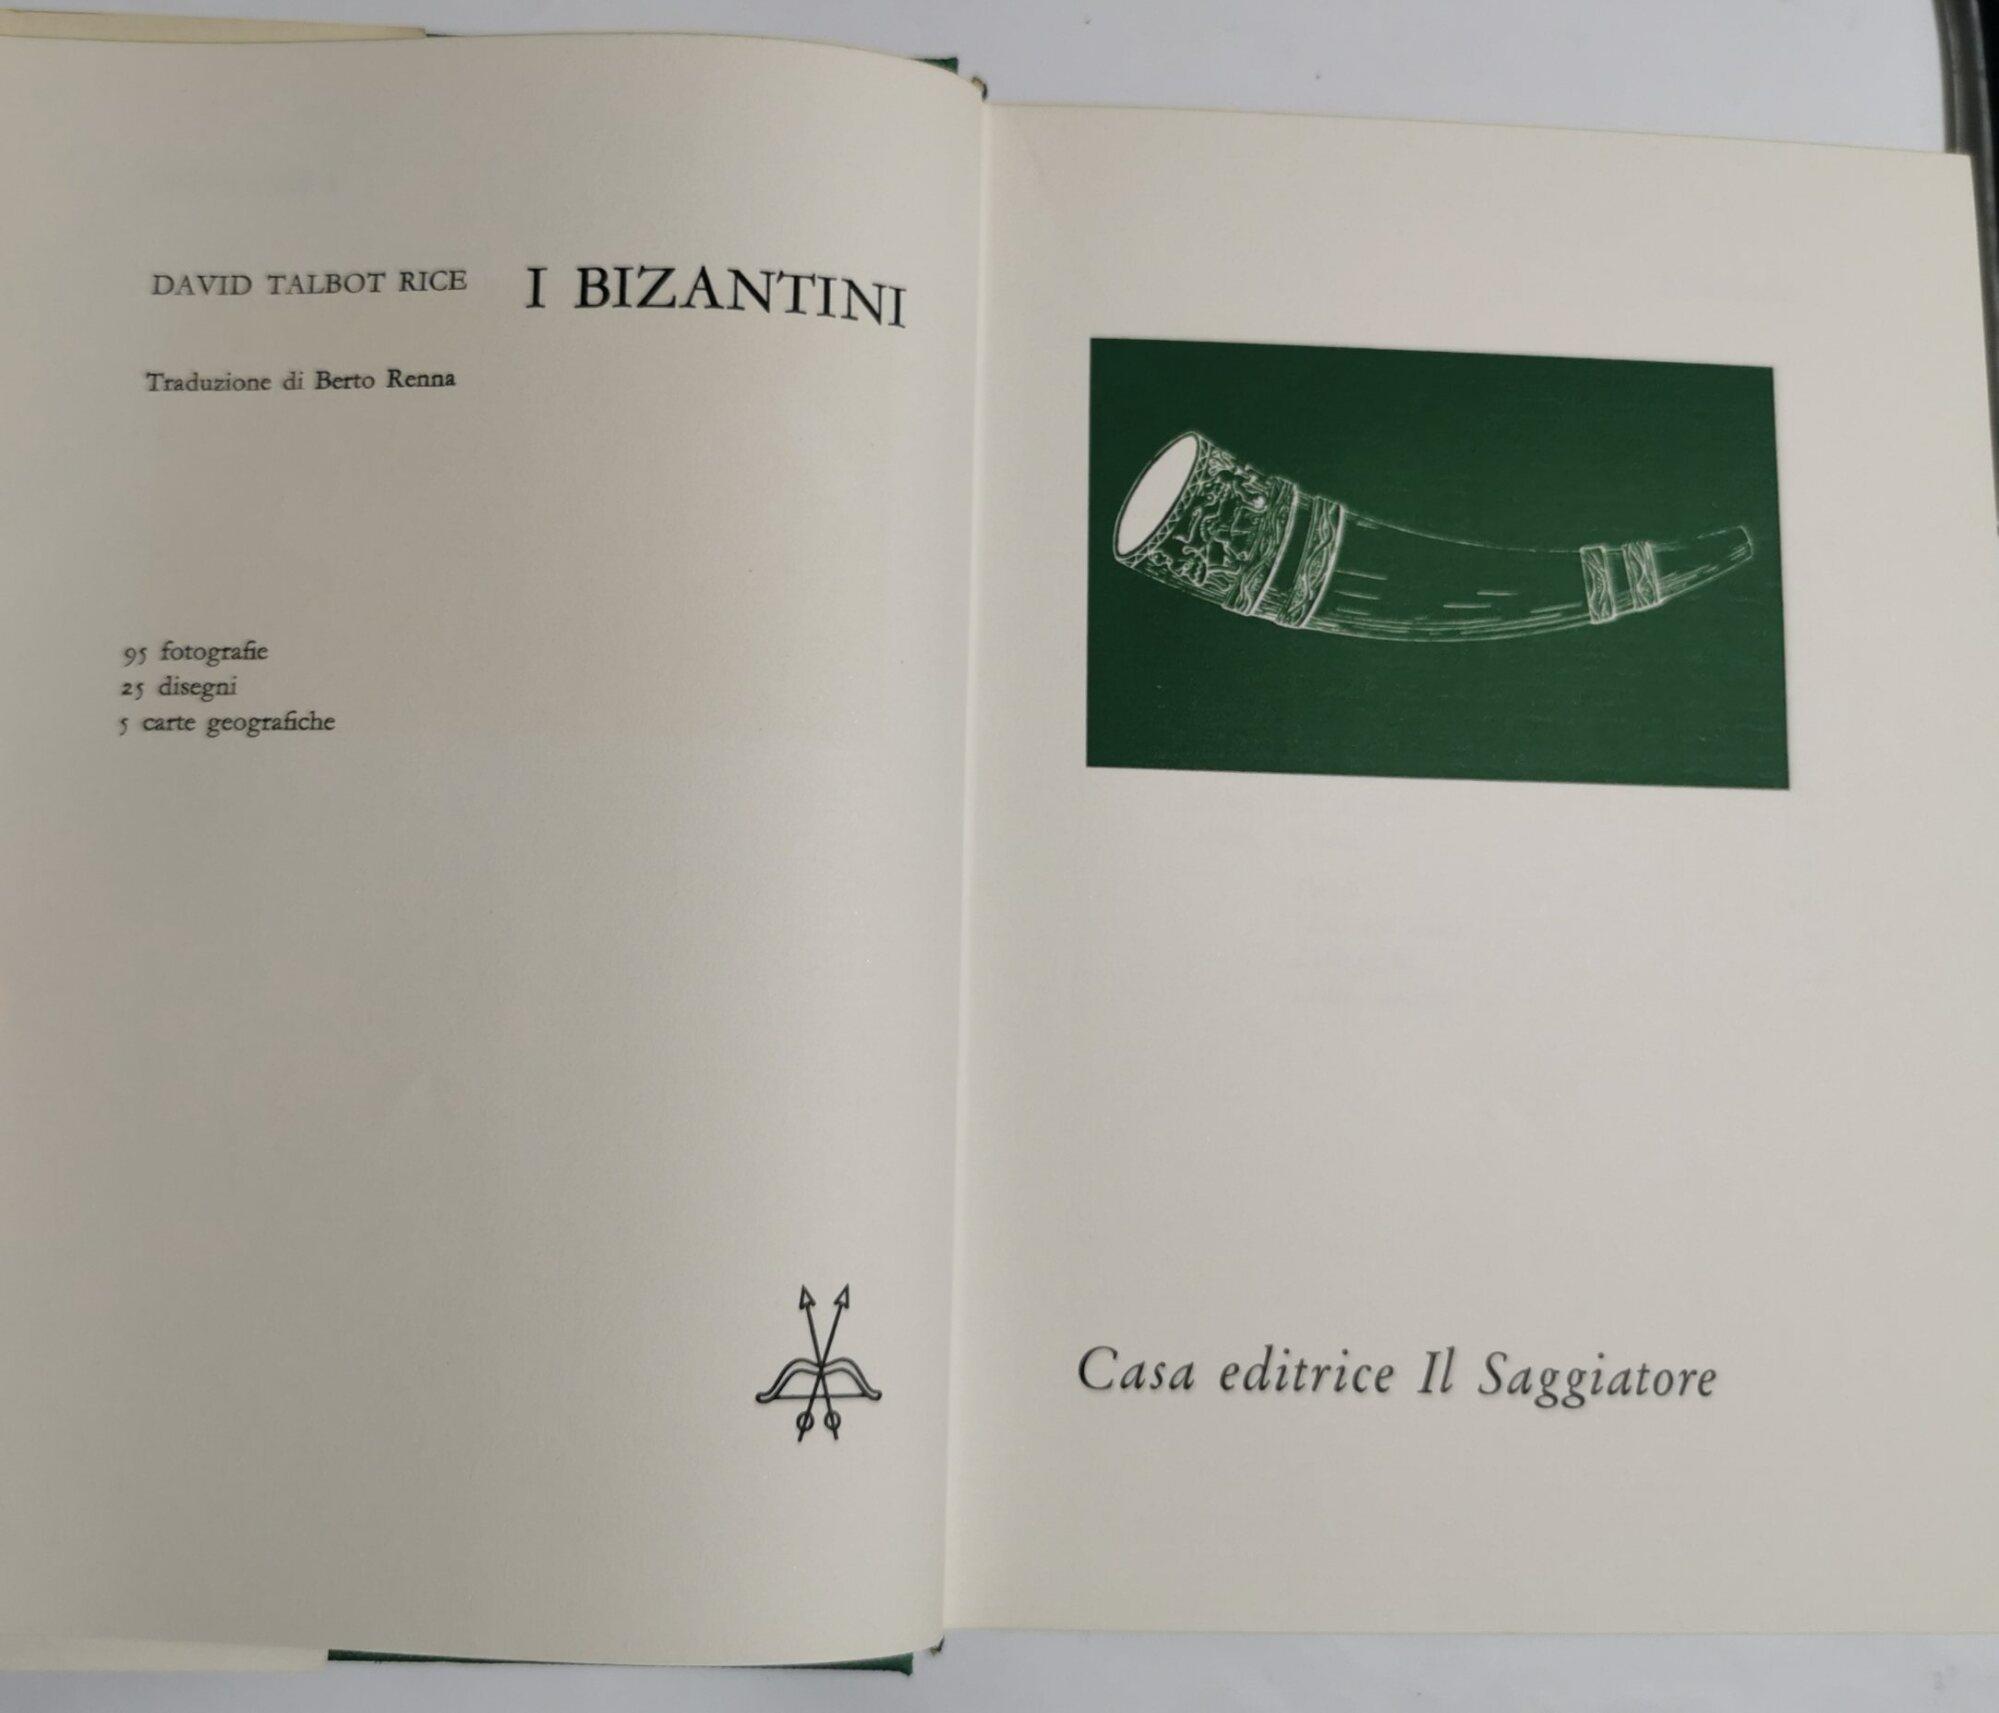 DAVID TALBOT RICE I BIZANTINI
Traduzione di Berto Renna
95 fotografie
25 disegni
5 carte geografiche
Casa editrice Il Saggiatore